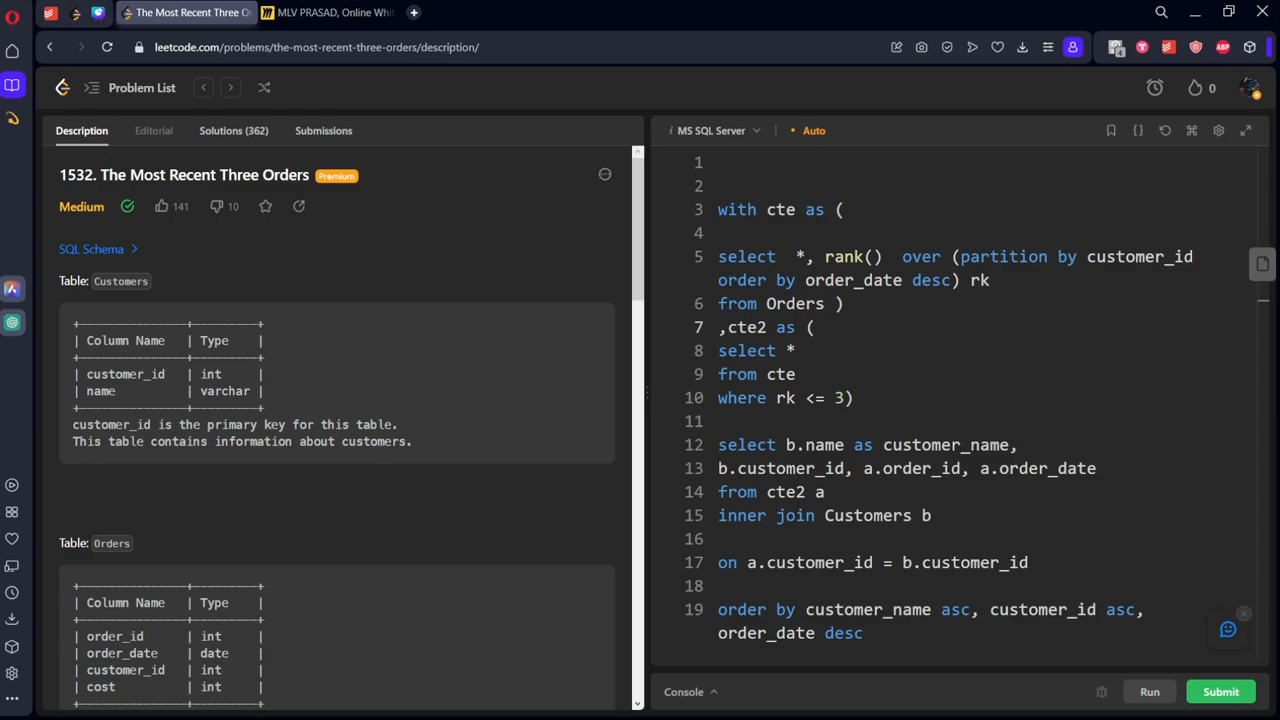 The Most Recent Three Or
MLV PRASAD, Online Whit
leetcode.com/problems/the-most-recent-three-orders/description/
Problem List
0
Description
Editorial
Solutions (362)
Submissions
1532. The Most Recent Three Orders
Premium
Medium
141
10
SQL Schema
Table: Customers
+---------------+---------+
| Column Name | Type |
+---------------+---------+
| customer_id | int |
| name | varchar |
+---------------+---------+
customer_id is the primary key for this table.
This table contains information about customers.
Table: Orders
+---------------+---------+
| Column Name | Type |
+---------------+---------+
| order_id | int |
| order_date | date |
| customer_id | int |
| cost | int |
+---------------+---------+
i MS SQL Server
• Auto
1
2
3 with cte as (
4
5 select *, rank() over (partition by customer_id
order by order_date desc) rk
6 from Orders )
7 ,cte2 as (
8 select *
9 from cte
10 where rk <= 3)
11
12 select b.name as customer_name,
13 b.customer_id, a.order_id, a.order_date
14 from cte2 a
15 inner join Customers b
16
17 on a.customer_id = b.customer_id
18
19 order by customer_name asc, customer_id asc,
order_date desc
Console
Run
Submit